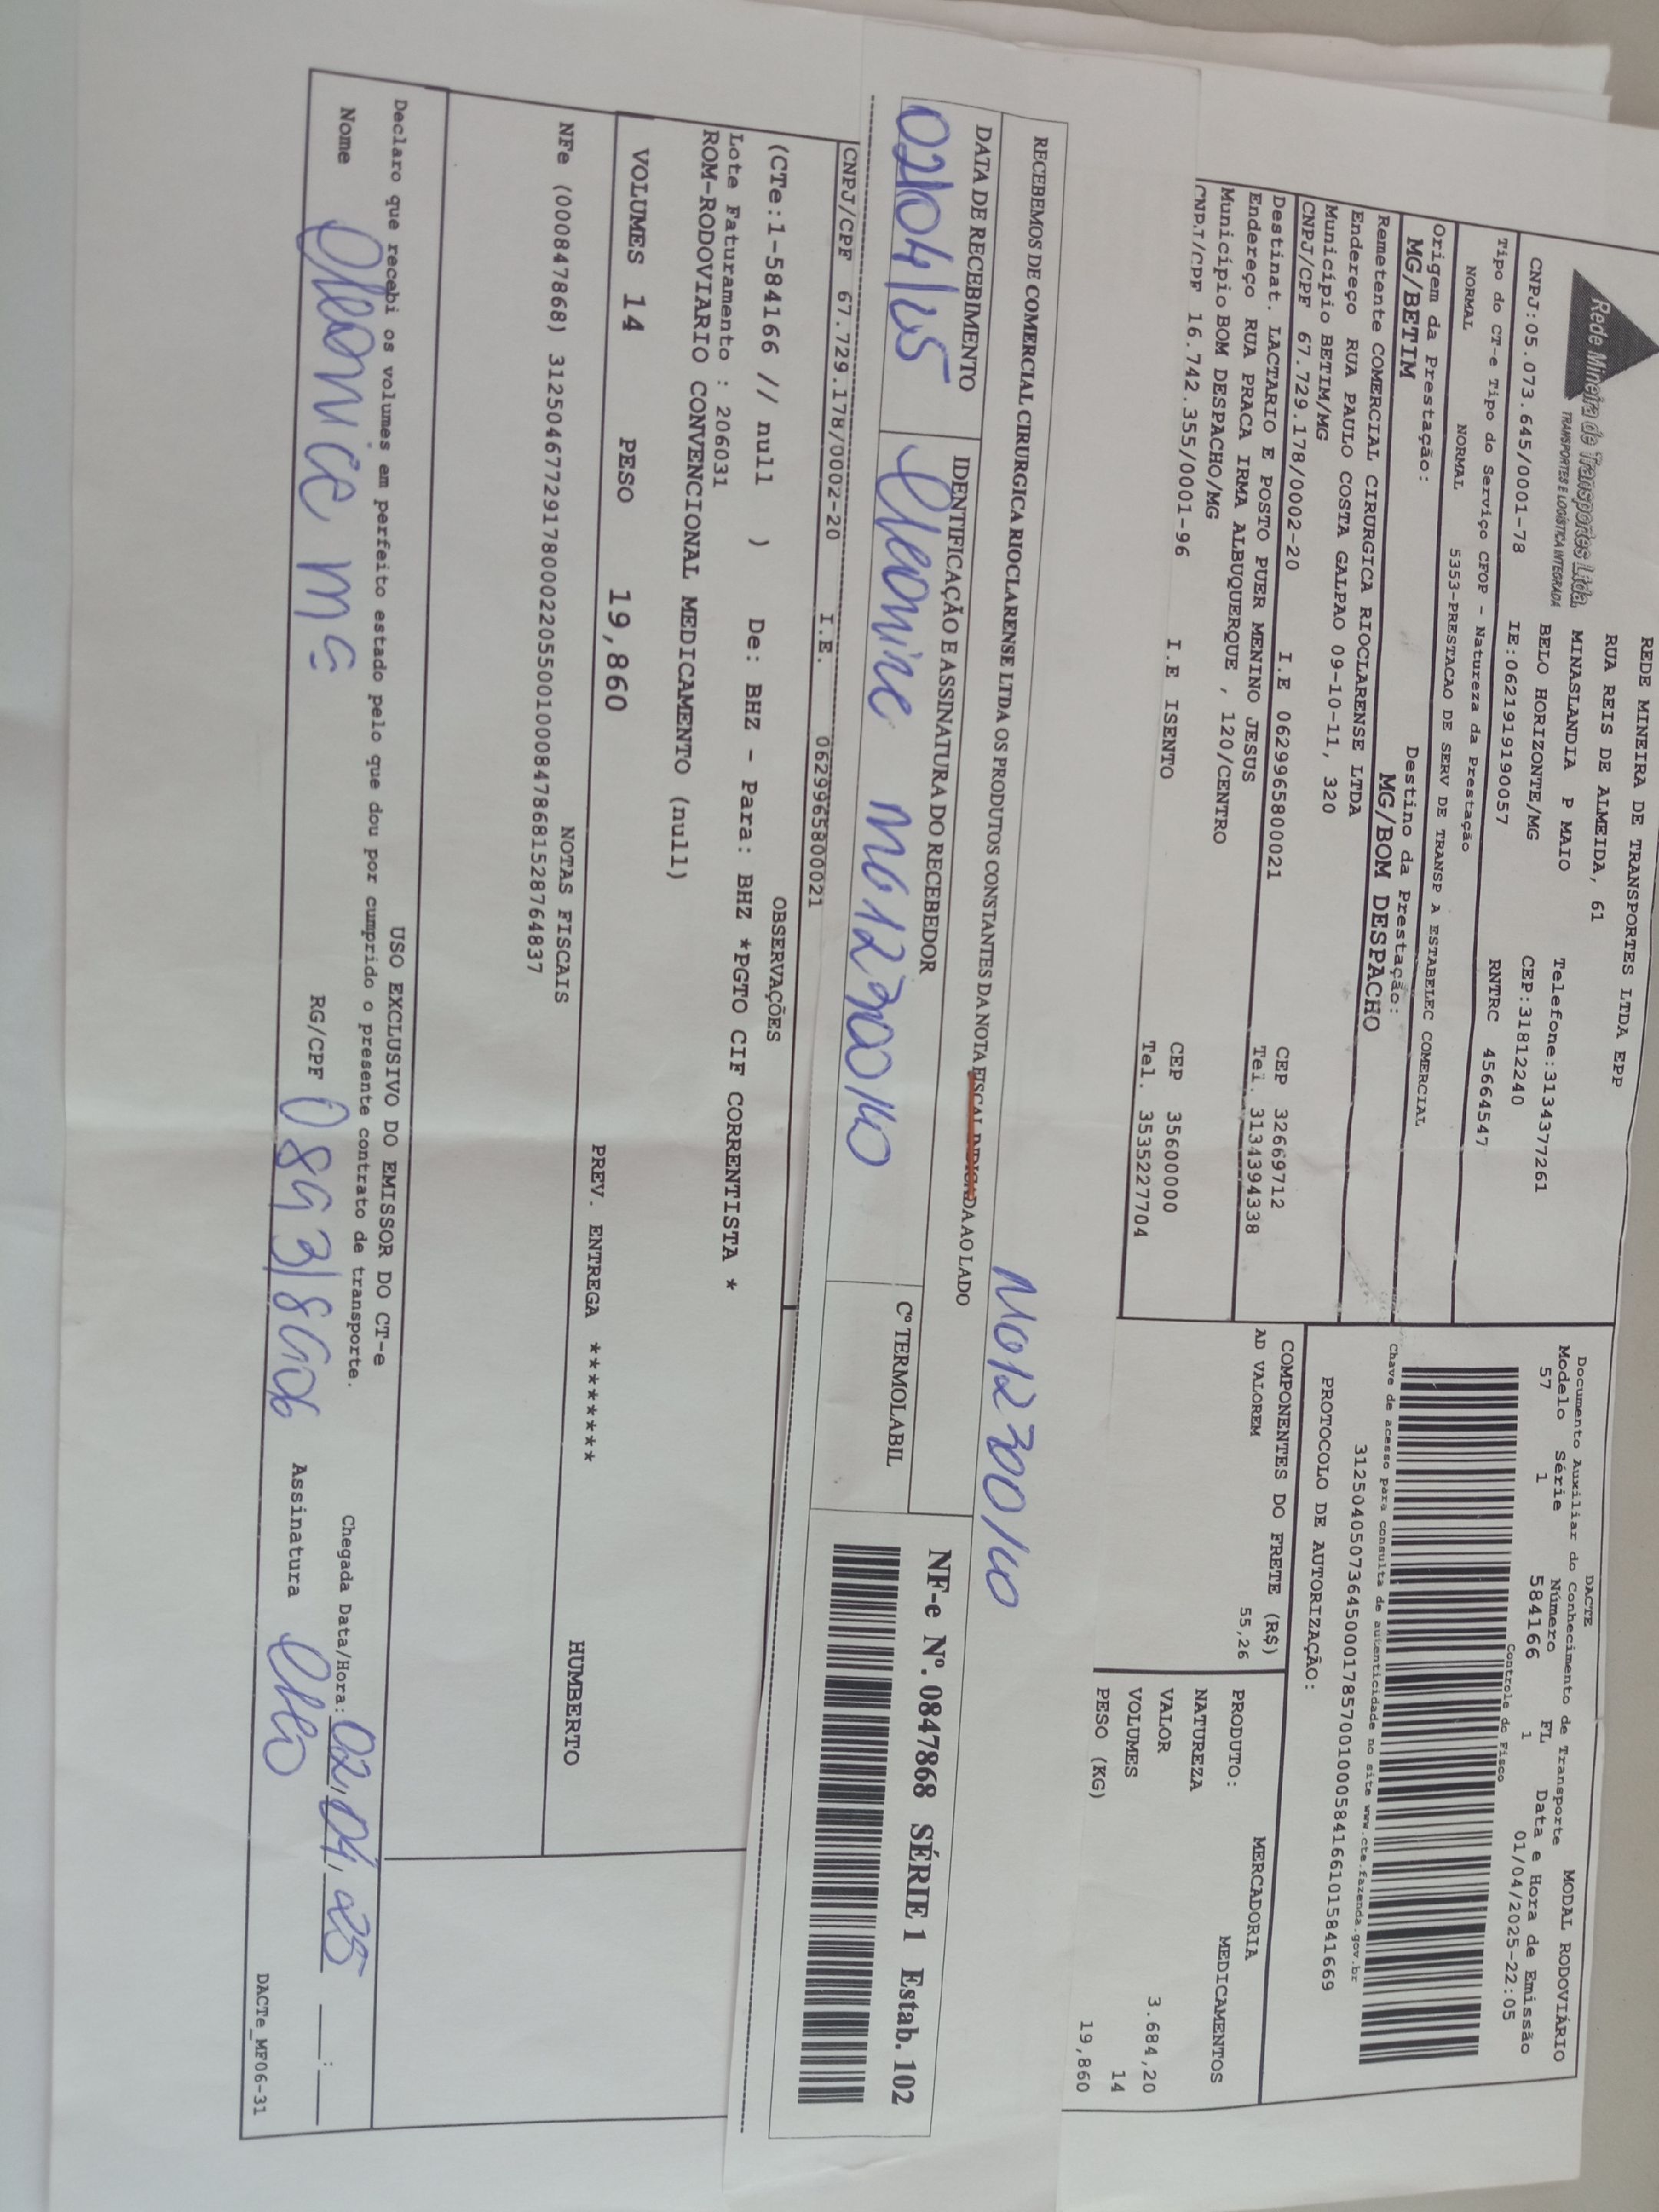 Rede Mineira de Transportes Ltda.
TRANSPORTES E LOGÍSTICA INTEGRADA
REDE MINEIRA DE TRANSPORTES LTDA EPP
RUA REIS DE ALMEIDA, 61
MINASLANDIA P MAIO Telefone:3134377261
BELO HORIZONTE/MG CEP:31812240
CNPJ:05.073.645/0001-78 IE:0621919190057 RNTRC 45664547
Tipo do CT-e Tipo do Serviço CFOP - Natureza da Prestação
NORMAL NORMAL 5353-PRESTACAO DE SERV DE TRANSP A ESTABELEC COMERCIAL
Origem da Prestação: Destino da Prestação:
MG/BETIM MG/BOM DESPACHO
Remetente COMERCIAL CIRURGICA RIOCLARENSE LTDA
Endereço RUA PAULO COSTA GALPAO 09-10-11, 320
Município BETIM/MG CEP 32669712
CNPJ/CPF 67.729.178/0002-20 I.E 0629965800021 Tel. 3134394338
Destinat. LACTARIO E POSTO PUER MENINO JESUS
Endereço RUA PRACA IRMA ALBUQUERQUE , 120/CENTRO
Município BOM DESPACHO/MG CEP 35600000
CNPJ/CPF 16.742.355/0001-96 I.E ISENTO Tel. 3535227704
DACTE
Documento Auxiliar do Conhecimento de Transporte MODAL RODOVIÁRIO
Modelo Série Número FL Data e Hora de Emissão
57 1 584166 1 01/04/2025-22:05
Controle do Fisco
Chave de acesso para consulta de autenticidade no site www.cte.fazenda.gov.br
31250405073645000178570010005841661015841669
PROTOCOLO DE AUTORIZAÇÃO:
COMPONENTES DO FRETE (R$)
AD VALOREM 55,26
MERCADORIA
PRODUTO: MEDICAMENTOS
NATUREZA
VALOR 3.684,20
VOLUMES 14
PESO (KG) 19,860
MG1230040
RECEBEMOS DE COMERCIAL CIRURGICA RIOCLARENSE LTDA OS PRODUTOS CONSTANTES DA NOTA FISCAL INDICADA AO LADO
DATA DE RECEBIMENTO IDENTIFICAÇÃO E ASSINATURA DO RECEBEDOR
02/04/25 Cleonice MG12300140
Cº TERMOLABIL
NF-e Nº. 0847868 SÉRIE 1 Estab. 102
CNPJ/CPF 67.729.178/0002-20 I.E. 0629965800021
OBSERVAÇÕES
(CTe:1-584166 // null ) De: BHZ - Para: BHZ *PGTO CIF CORRENTISTA *
Lote Faturamento : 206031
ROM-RODOVIARIO CONVENCIONAL MEDICAMENTO (null)
VOLUMES 14 PESO 19,860 PREV. ENTREGA ********
NOTAS FISCAIS HUMBERTO
NFe (000847868) 31250467729178000220550010008478681528764837
USO EXCLUSIVO DO EMISSOR DO CT-e
Declaro que recebi os volumes em perfeito estado pelo que dou por cumprido o presente contrato de transporte.
Chegada Data/Hora: 02/04/25 __:__
Nome Cleonice RG/CPF Assinatura Cleo
DACTe_MF06-31